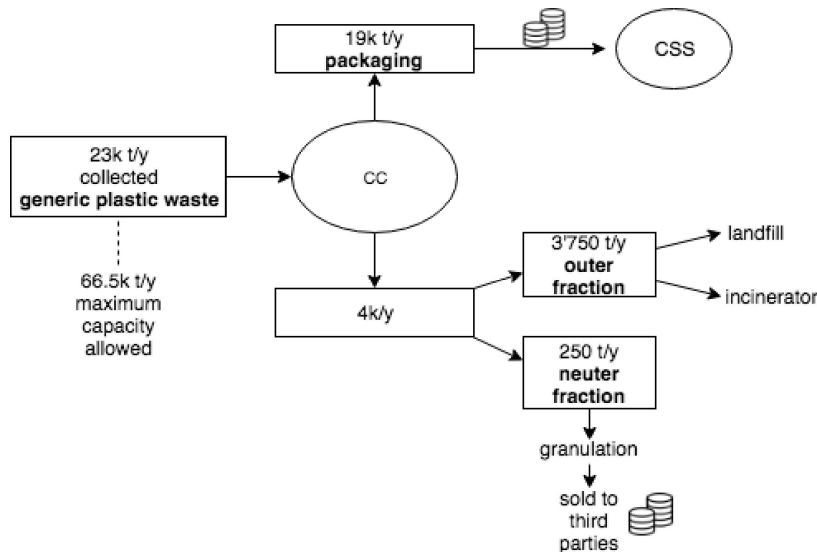 19k t/y
packaging
CSS
23k t/y
collected
generic plastic waste
CC
66.5k t/y
maximum
capacity
allowed
4k/y
3'750 t/y
outer
fraction
landfill
incinerator
250 t/y
neuter
fraction
granulation
sold to
third
parties